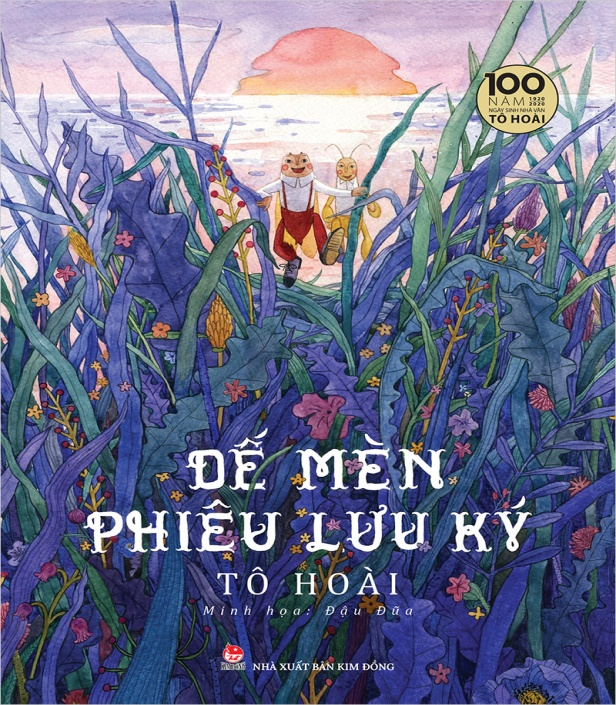 100
NĂM 1920 2020
NGÀY SINH NHÀ VĂN
TÔ HOÀI
DẾ MÈN
PHIÊU LƯU KÝ
TÔ HOÀI
Minh họa: Đậu Đũa
NHÀ XUẤT BẢN KIM ĐỒNG